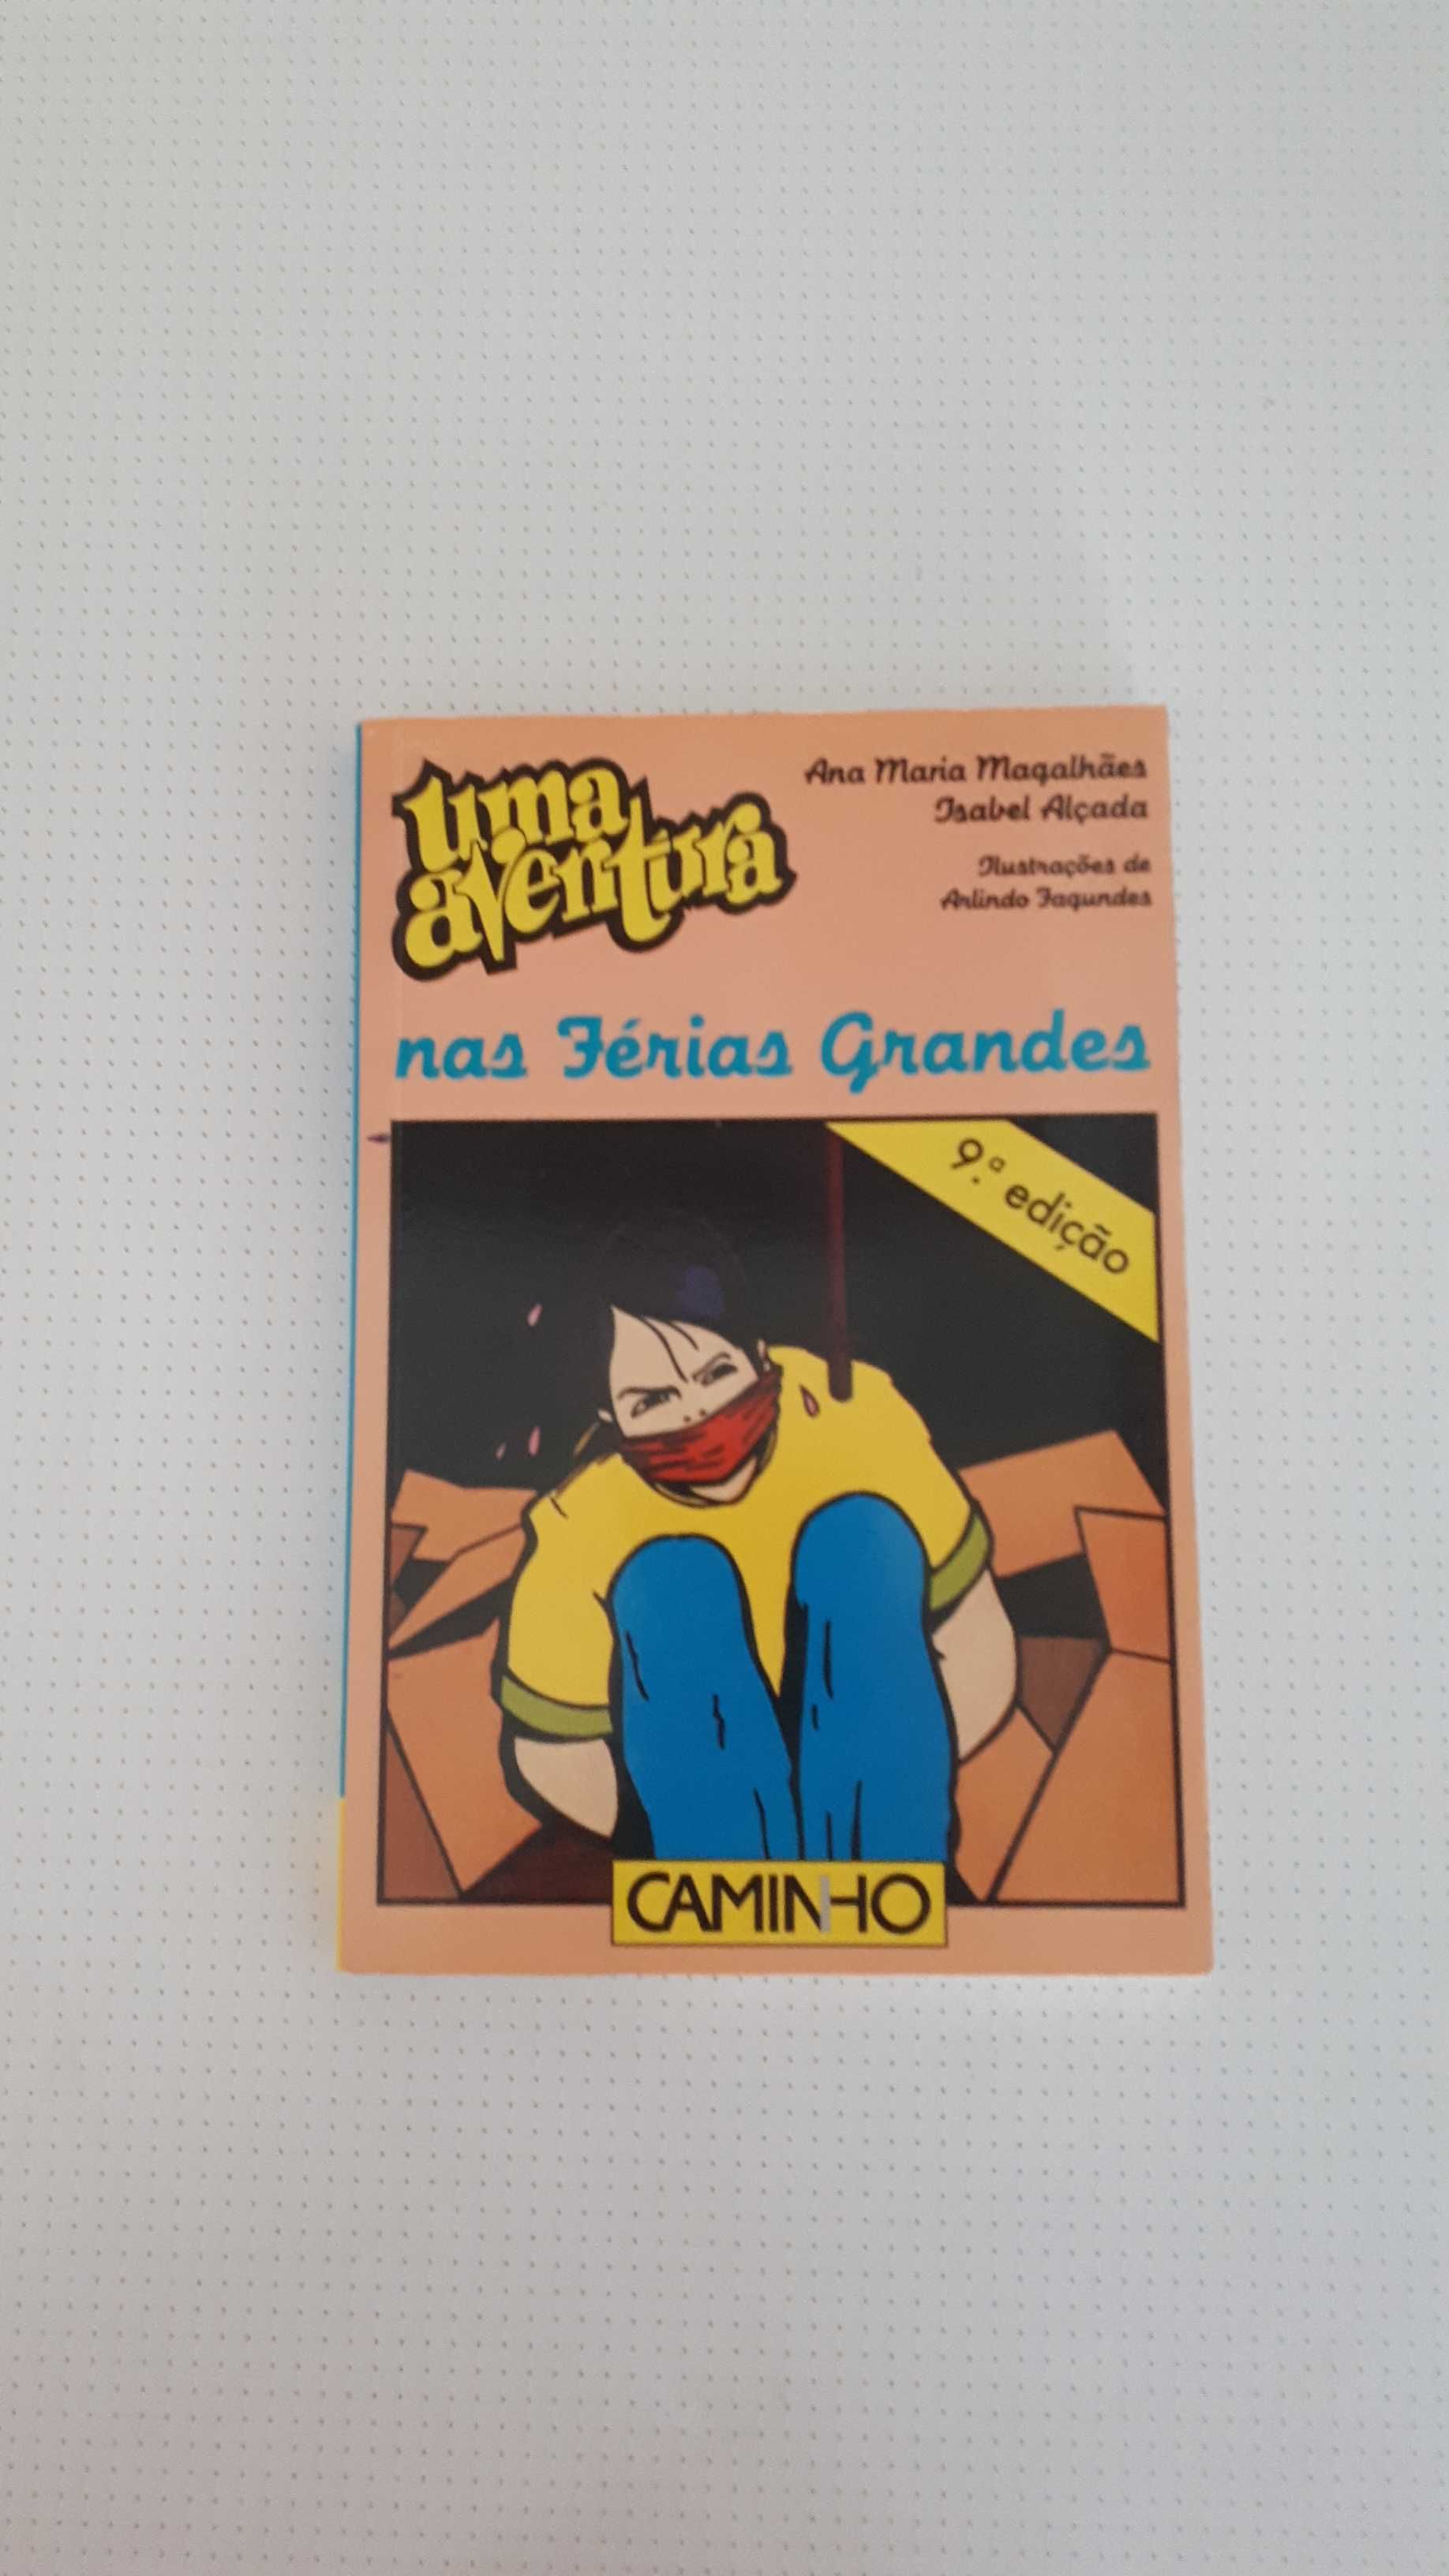 uma
aventura
Ana Maria Magalhães
Isabel Alçada
Ilustrações de
Arlindo Fagundes
nas Férias Grandes
9.ª edição
CAMINHO